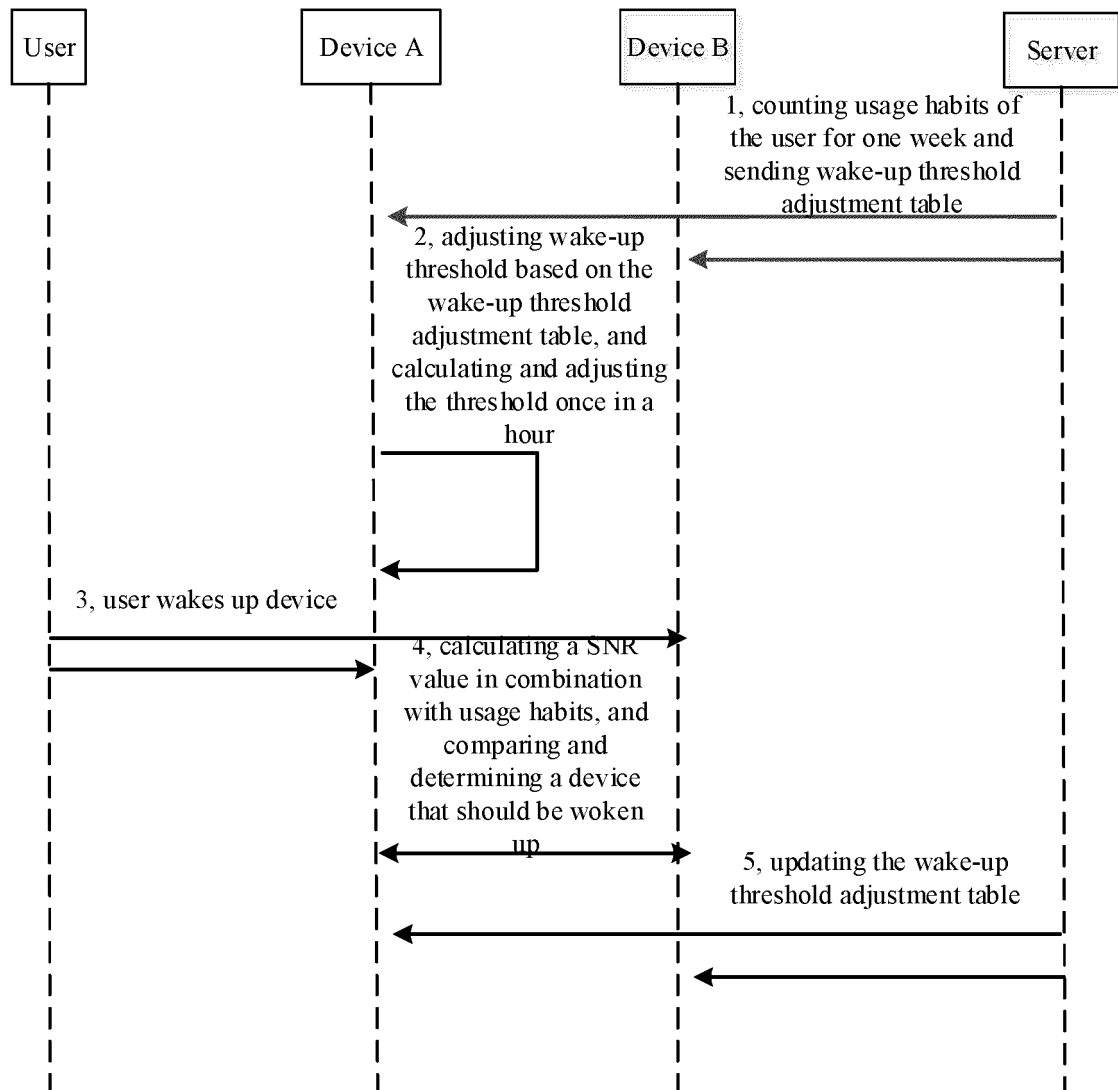 User
Device A
Device B
Server
1, counting usage habits of
the user for one week and
sending wake-up threshold
adjustment table
2, adjusting wake-up
threshold based on the
wake-up threshold
adjustment table, and
calculating and adjusting
the threshold once in a
hour
3, user wakes up device
4, calculating a SNR
value in combination
with usage habits, and
comparing and
determining a device
that should be woken
up
5, updating the wake-up
threshold adjustment table